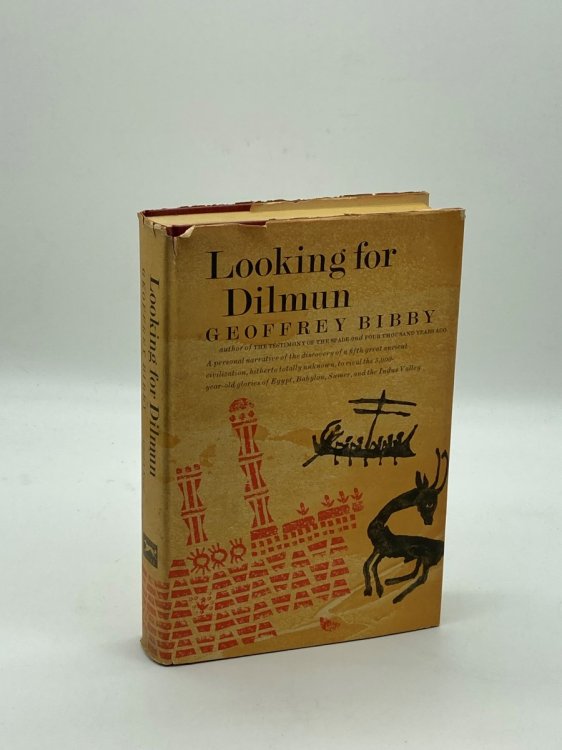 Looking for
Dilmun
GEOFFREY BIBBY
author of THE TESTIMONY OF THE SPADE and FOUR THOUSAND YEARS AGO
A personal narrative of the discovery of a fifth great ancient
civilization, hitherto totally unknown, to rival the 5,000-
year-old glories of Egypt, Babylon, Sumer, and the Indus Valley
Looking for Dilmun
GEOFFREY BIBBY